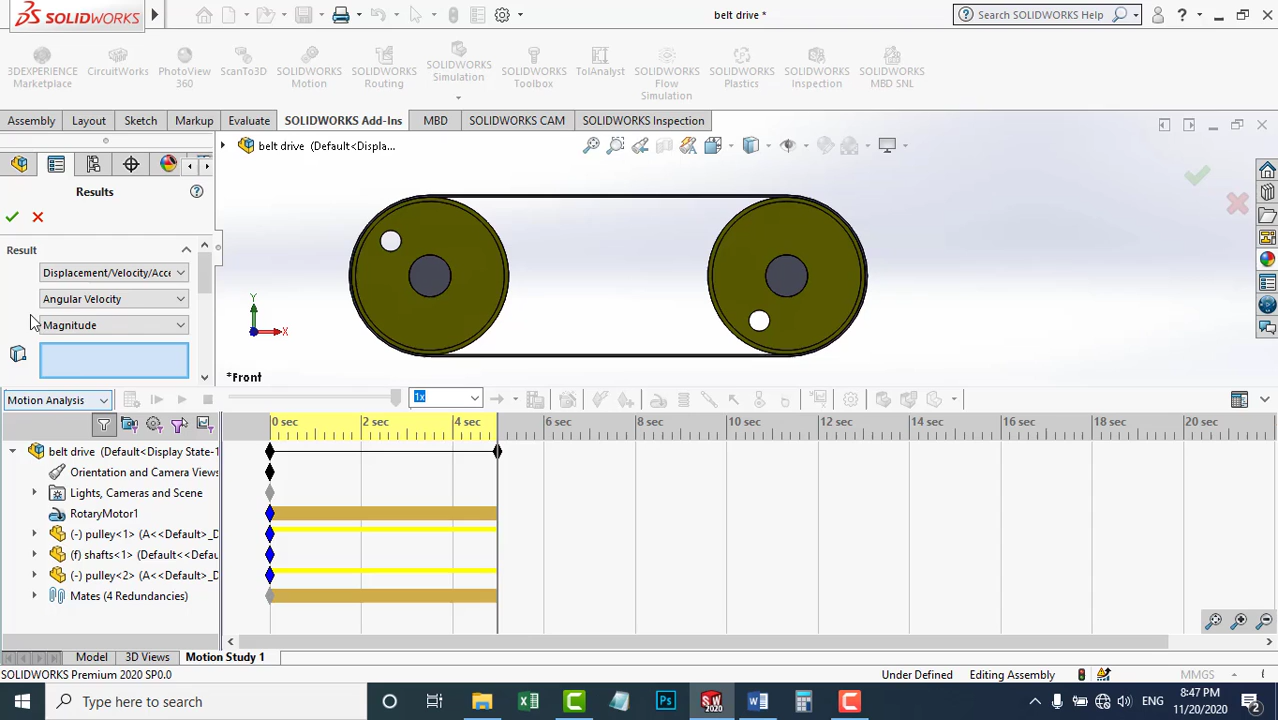 SOLIDWORKS
belt drive *
Search SOLIDWORKS Help
3DEXPERIENCE Marketplace
CircuitWorks
PhotoView 360
ScanTo3D
SOLIDWORKS Motion
SOLIDWORKS Routing
SOLIDWORKS Simulation
SOLIDWORKS Toolbox
TolAnalyst
SOLIDWORKS Flow Simulation
SOLIDWORKS Plastics
SOLIDWORKS Inspection
SOLIDWORKS MBD SNL
Assembly
Layout
Sketch
Markup
Evaluate
SOLIDWORKS Add-Ins
MBD
SOLIDWORKS CAM
SOLIDWORKS Inspection
belt drive (Default<Displa...
Results
Result
Displacement/Velocity/Acce
Angular Velocity
Magnitude
Y
X
*Front
Motion Analysis
1x
0 sec
2 sec
4 sec
6 sec
8 sec
10 sec
12 sec
14 sec
16 sec
18 sec
20 sec
belt drive (Default<Display State-1
Orientation and Camera Views
Lights, Cameras and Scene
RotaryMotor1
(-) pulley<1> (A<<Default>_D
(f) shafts<1> (Default<<Defau
(-) pulley<2> (A<<Default>_D
Mates (4 Redundancies)
Model
3D Views
Motion Study 1
SOLIDWORKS Premium 2020 SP0.0
Under Defined
Editing Assembly
MMGS
Type here to search
ENG
8:47 PM
11/20/2020